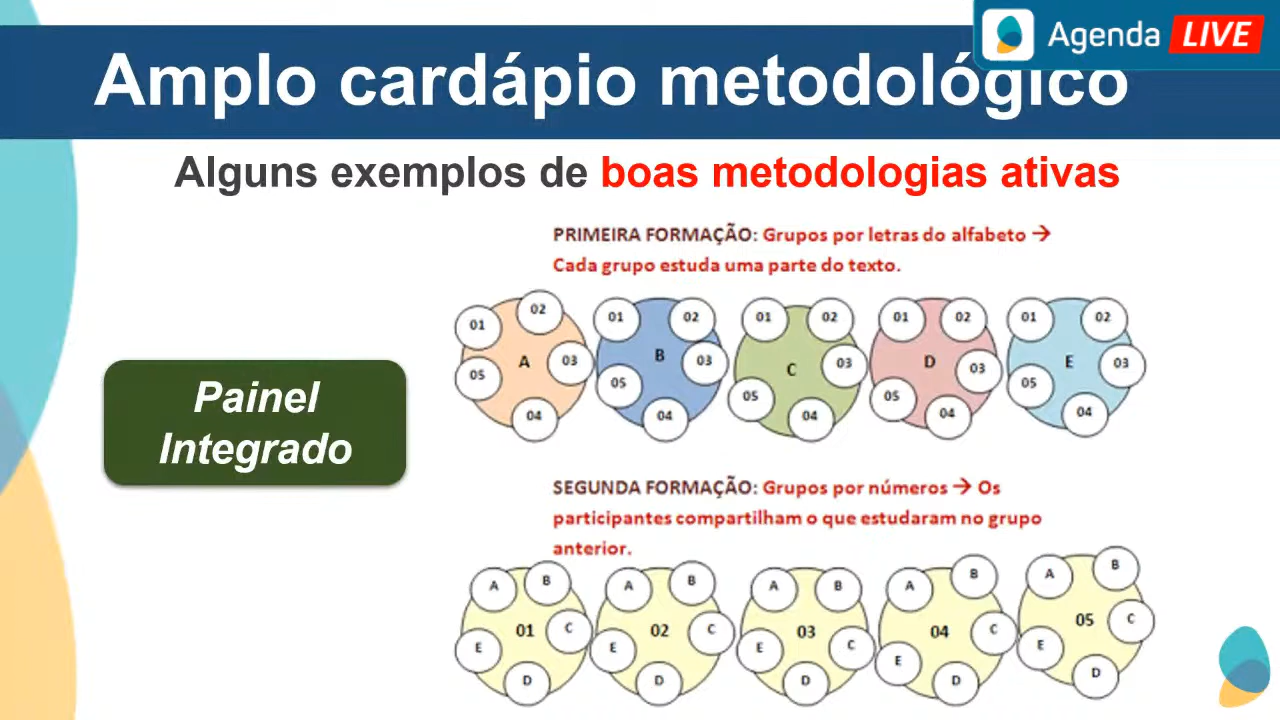 Agenda LIVE
Amplo cardápio metodológico
Alguns exemplos de boas metodologias ativas
PRIMEIRA FORMAÇÃO: Grupos por letras do alfabeto →
Cada grupo estuda uma parte do texto.
01 02 03 04 05 A
01 02 03 04 05 B
01 02 03 04 05 C
01 02 03 04 05 D
01 02 03 04 05 E
Painel
Integrado
SEGUNDA FORMAÇÃO: Grupos por números → Os
participantes compartilham o que estudaram no grupo
anterior.
A B C D E 01
A B C D E 02
A B C D E 03
A B C D E 04
A B C D E 05